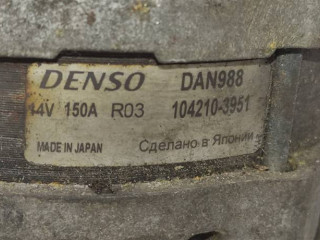 DENSO DAN988
14V 150A R03 104210-3951
MADE IN JAPAN Сделано в Японии